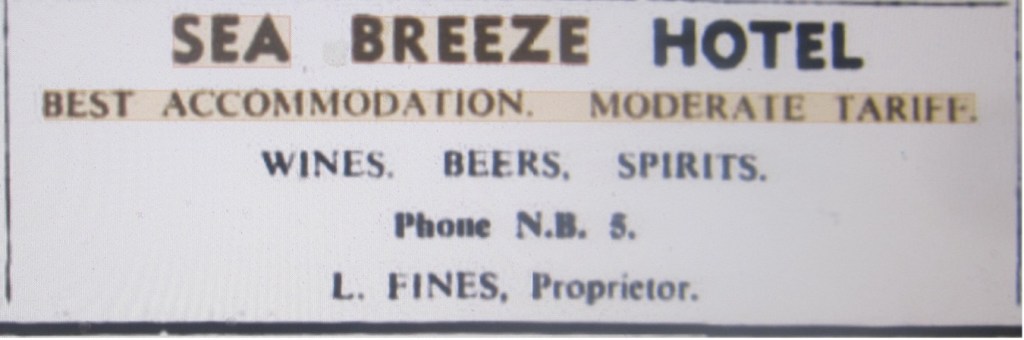 SEA BREEZE HOTEL
BEST ACCOMMODATION. MODERATE TARIFF.
WINES. BEERS, SPIRITS.
Phone N.B. 5.
L. FINES, Proprietor.